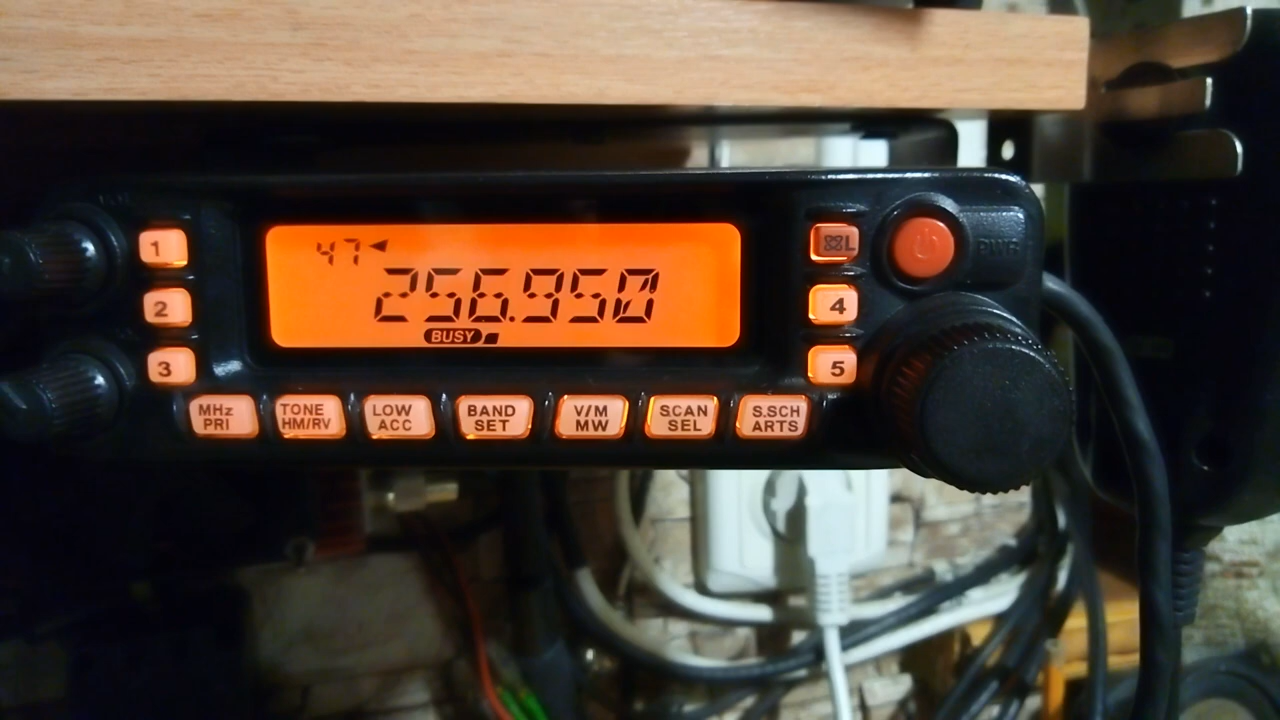 47
256.950
BUSY
1
2
3
L
PWR
4
5
MHz
PRI
TONE
HM/RV
LOW
ACC
BAND
SET
V/M
MW
SCAN
SEL
S.SCH
ARTS